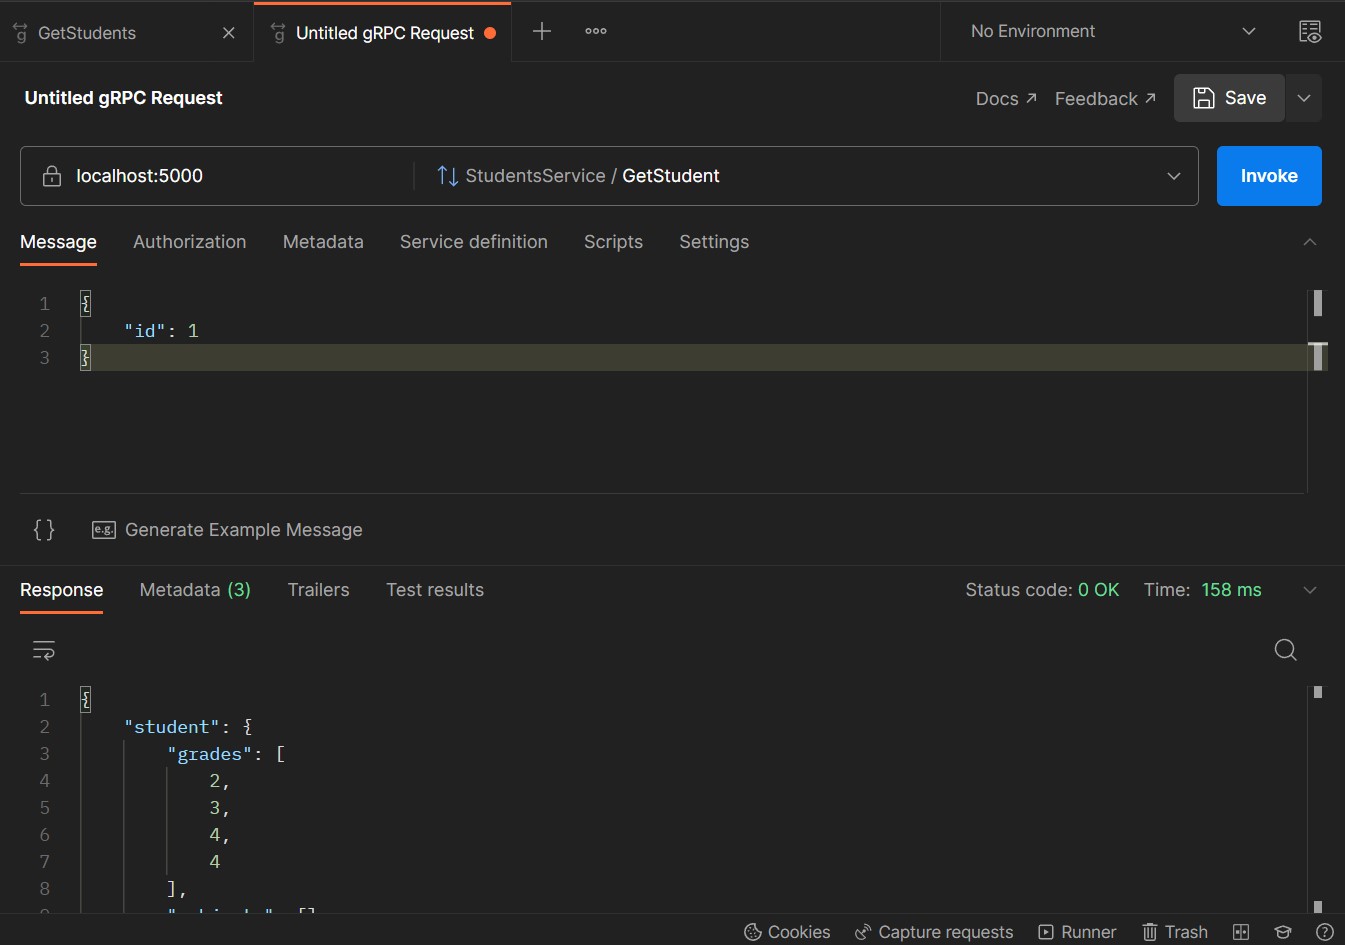 GetStudents
Untitled gRPC Request
No Environment
Untitled gRPC Request
Docs
Feedback
Save
localhost:5000
StudentsService / GetStudent
Invoke
Message
Authorization
Metadata
Service definition
Scripts
Settings
1 {
2 "id": 1
3 }
{}
e.g. Generate Example Message
Response
Metadata (3)
Trailers
Test results
Status code: 0 OK
Time: 158 ms
1 {
2 "student": {
3 "grades": [
4 2,
5 3,
6 4,
7 4
8 ],
Cookies
Capture requests
Runner
Trash